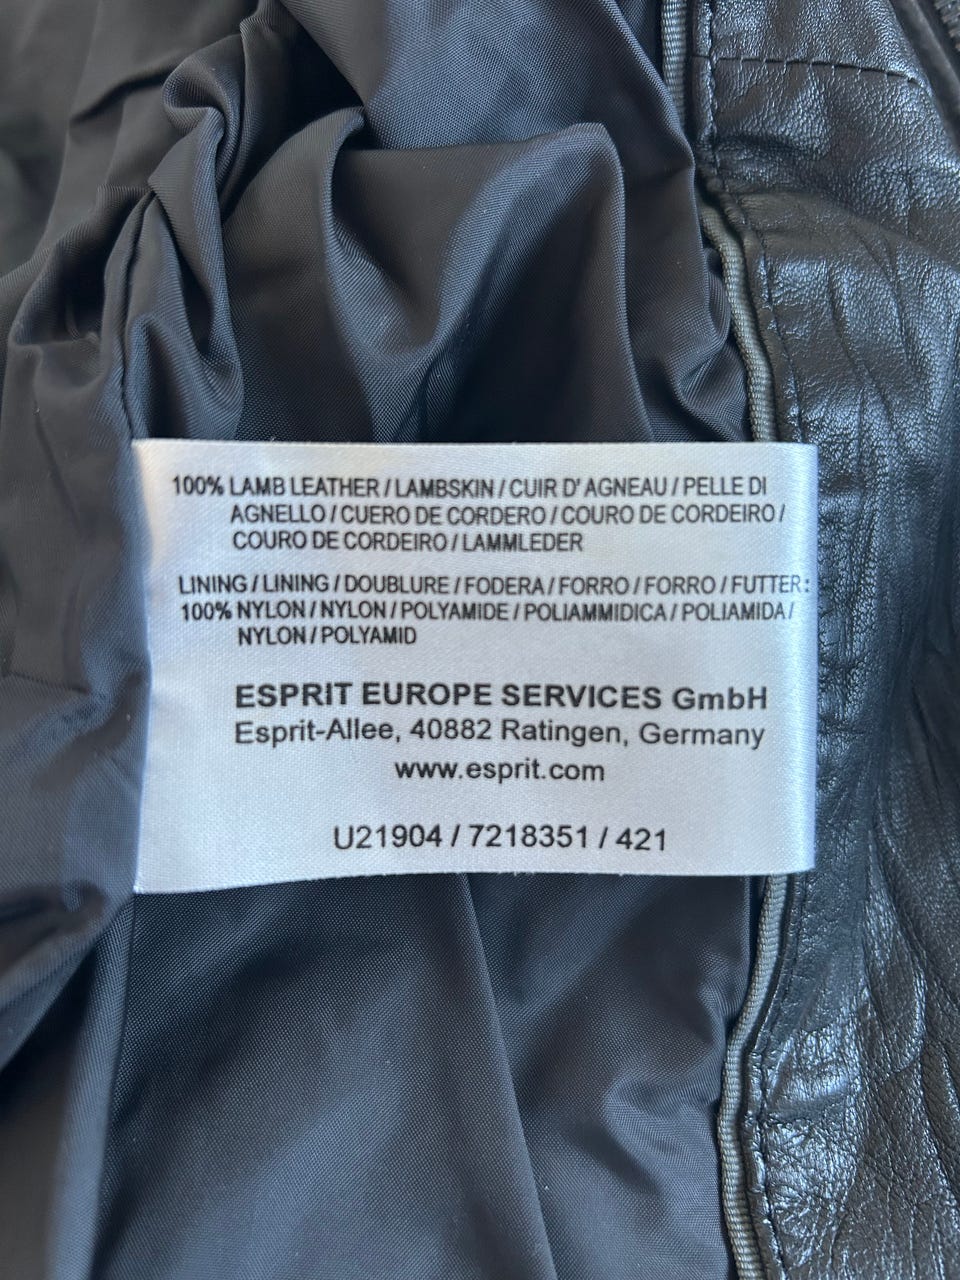 100% LAMB LEATHER / LAMBSKIN / CUIR D' AGNEAU / PELLE DI
AGNELLO / CUERO DE CORDERO / COURO DE CORDEIRO /
COURO DE CORDEIRO / LAMMLEDER
LINING / LINING / DOUBLURE / FODERA / FORRO / FORRO / FUTTER :
100% NYLON / NYLON / POLYAMIDE / POLIAMMIDICA / POLIAMIDA /
NYLON / POLYAMID
ESPRIT EUROPE SERVICES GmbH
Esprit-Allee, 40882 Ratingen, Germany
www.esprit.com
U21904 / 7218351 / 421